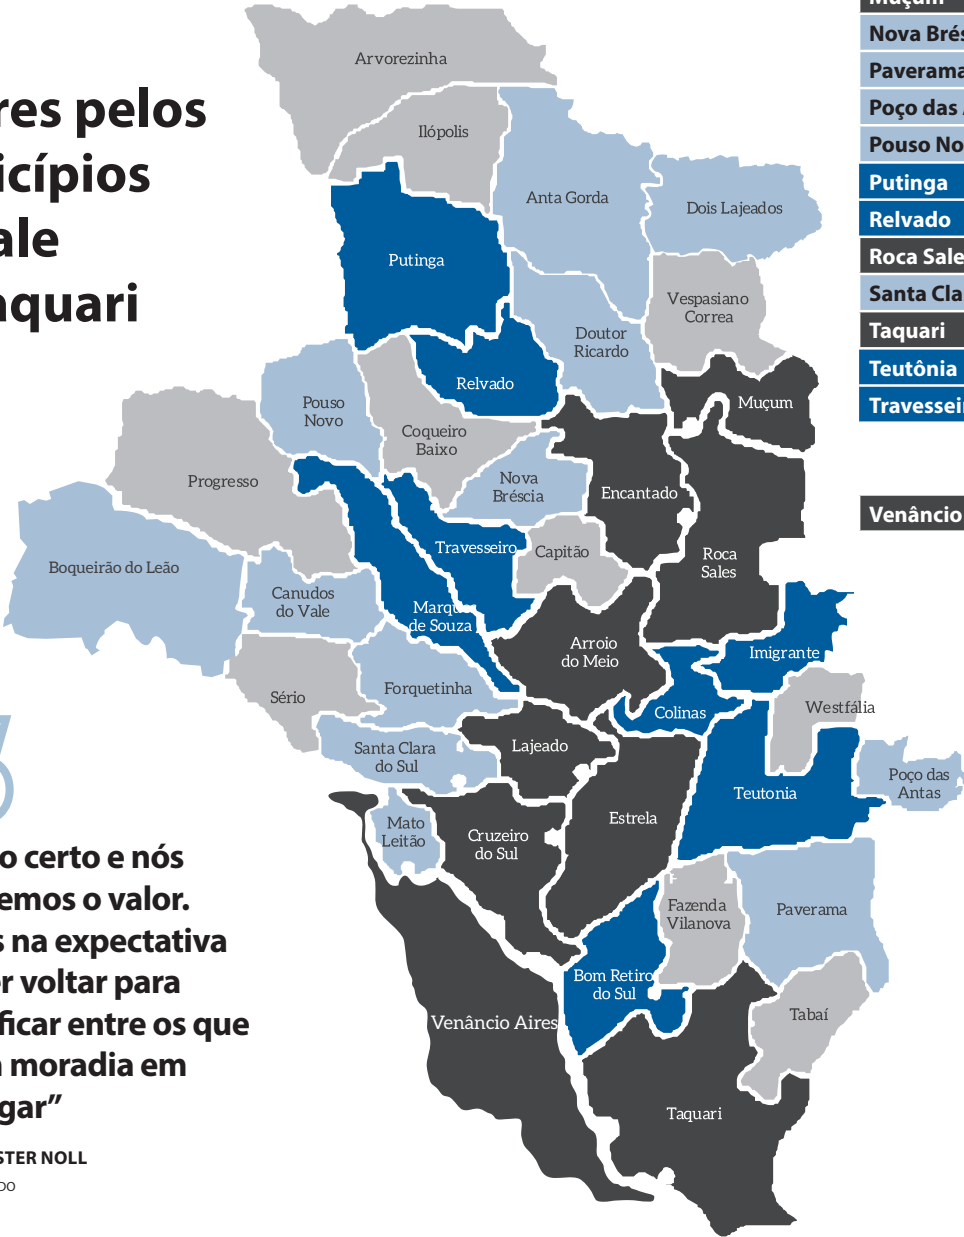 res pelos
icípios
ale
aquari
o certo e nós
emos o valor.
s na expectativa
er voltar para
ficar entre os que
moradia em
gar”
STER NOLL
DO
Arvorezinha
Ilópolis
Anta Gorda
Dois Lajeados
Putinga
Vespasiano
Correa
Doutor
Ricardo
Relvado
Muçum
Pouso
Novo
Coqueiro
Baixo
Progresso
Nova
Bréscia
Encantado
Travesseiro
Capitão
Roca
Sales
Boqueirão do Leão
Canudos
do Vale
Marques
de Souza
Arroio
do Meio
Imigrante
Forquetinha
Sério
Colinas
Westfália
Santa Clara
do Sul
Lajeado
Poço das
Antas
Teutonia
Estrela
Mato
Leitão
Cruzeiro
do Sul
Fazenda
Vilanova
Paverama
Bom Retiro
do Sul
Tabaí
Venâncio Aires
Taquari
Muçum
Nova Brés
Paverama
Poço das
Pouso No
Putinga
Relvado
Roca Sale
Santa Cla
Taquari
Teutônia
Travessei
Venâncio